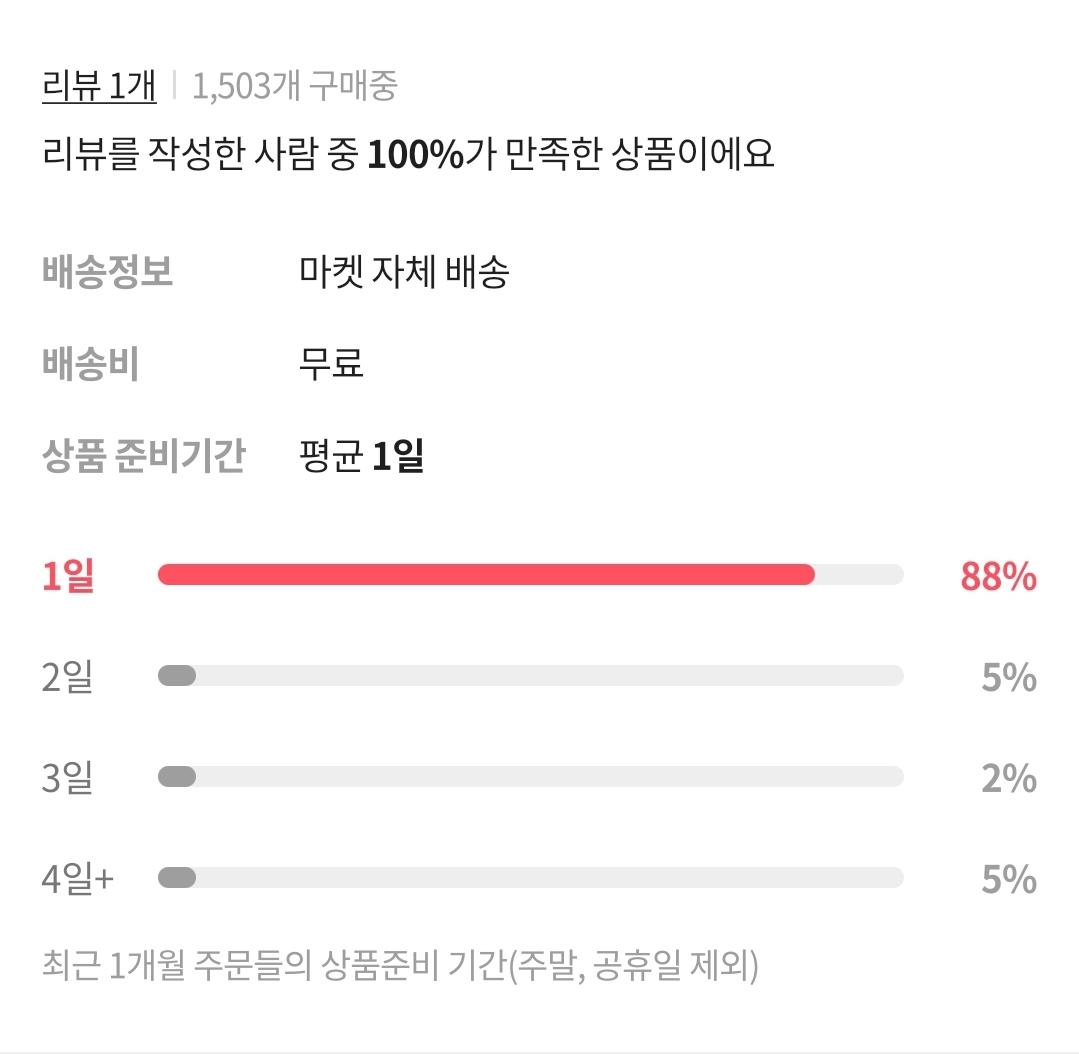 리뷰 1개 | 1,503개 구매중
리뷰를 작성한 사람 중 100%가 만족한 상품이에요
배송정보 마켓 자체 배송
배송비 무료
상품 준비기간 평균 1일
1일 88%
2일 5%
3일 2%
4일+ 5%
최근 1개월 주문들의 상품준비 기간(주말, 공휴일 제외)